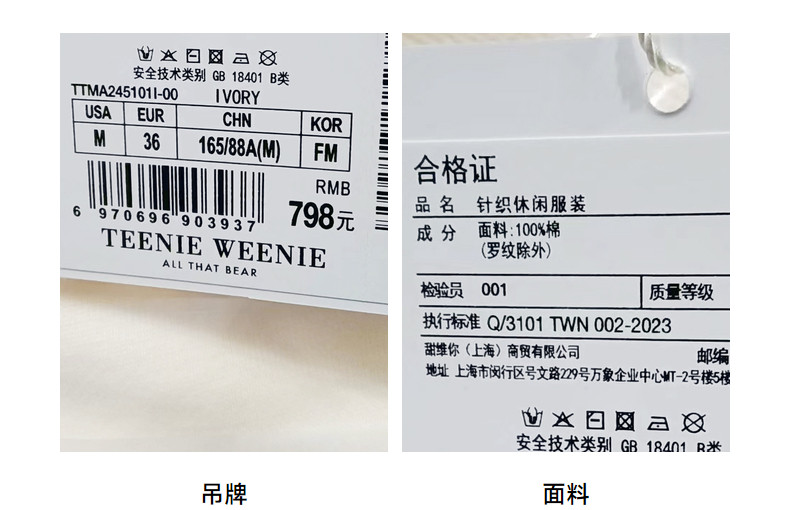 安全技术类别 GB 18401 B类
TTMA245101I-00 IVORY
USA EUR CHN KOR
M 36 165/88A(M) FM
RMB
798元
6 970696 903937
TEENIE WEENIE
ALL THAT BEAR
合格证
品名 针织休闲服装
成分 面料:100%棉
(罗纹除外)
检验员 001 质量等级
执行标准 Q/3101 TWN 002-2023
甜维你（上海）商贸有限公司 邮编
地址 上海市闵行区号文路229号万象企业中心MT-2号楼5楼
安全技术类别 GB 18401 B类
吊牌 面料